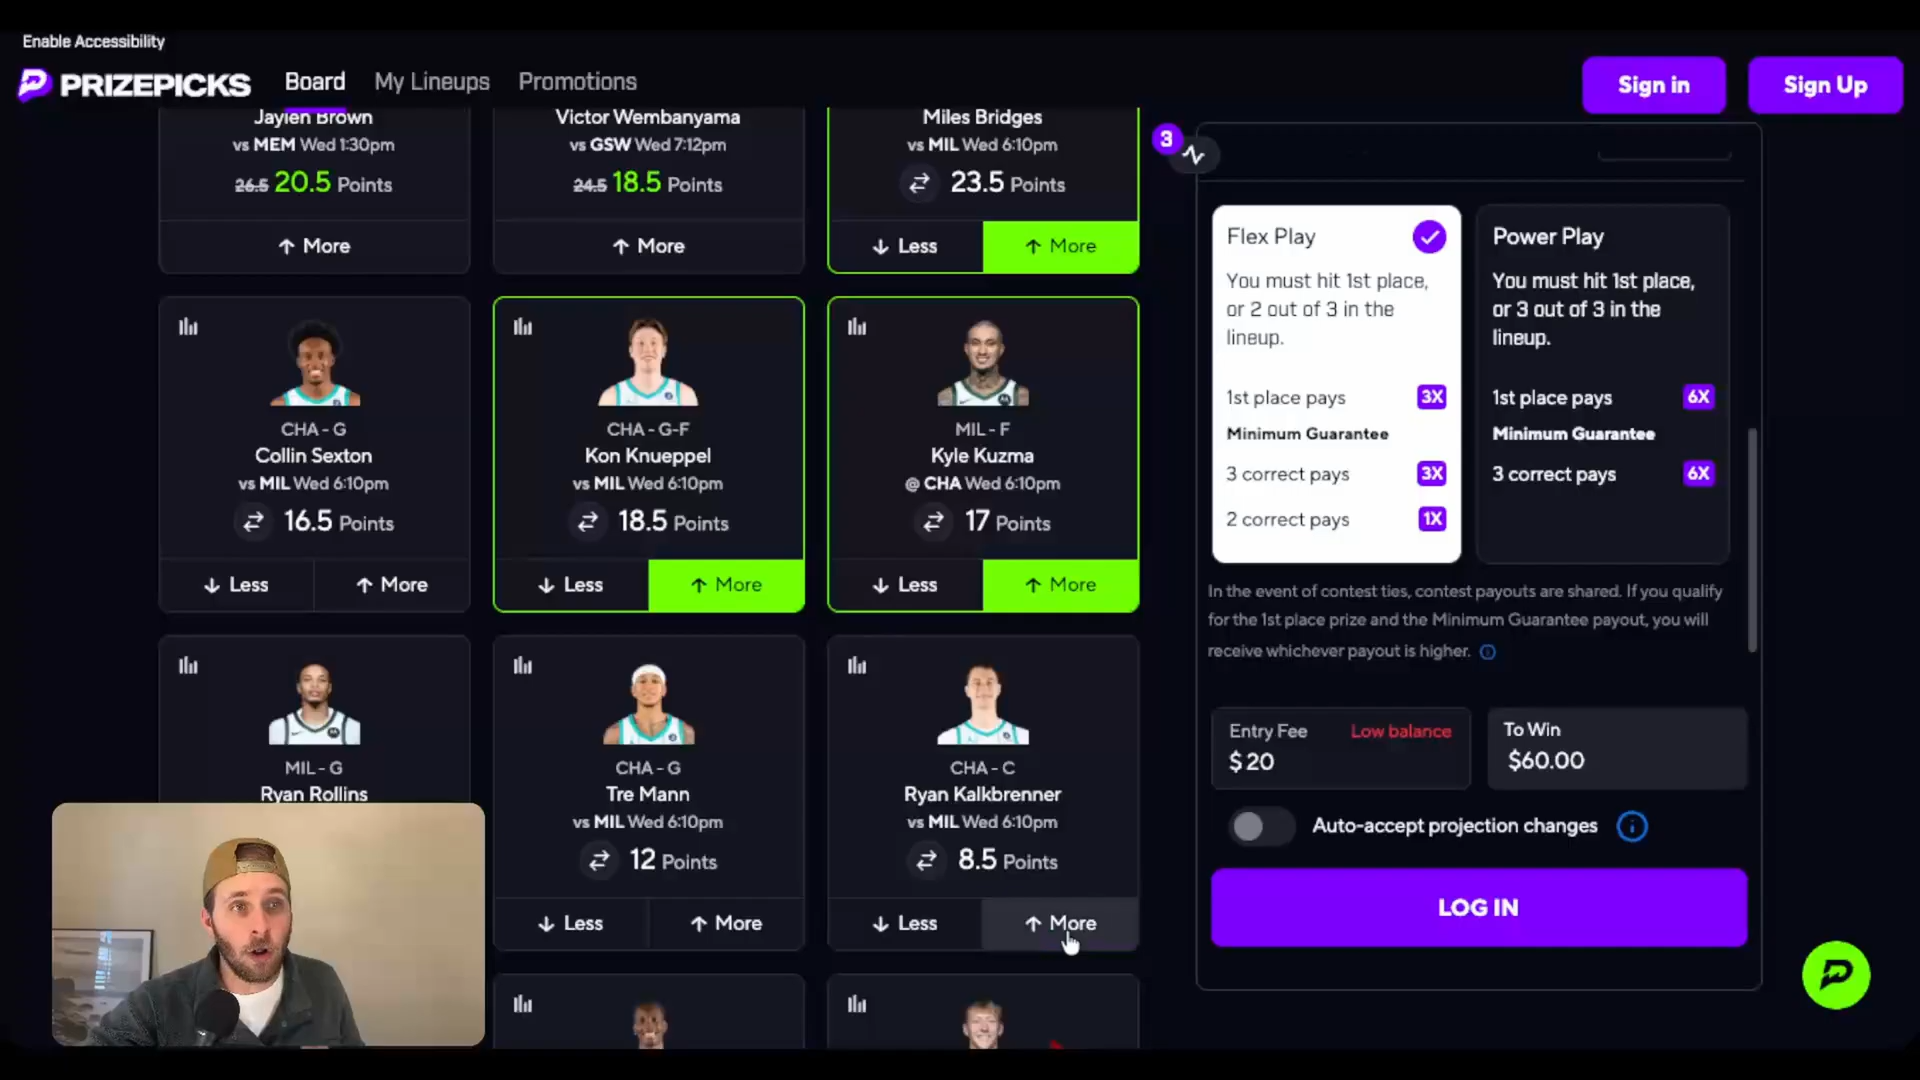 Enable Accessibility
PRIZEPICKS
Board
My Lineups
Promotions
Sign in
Sign Up
Jaylen Brown
vs MEM Wed 1:30pm
26.5 20.5 Points
More
Victor Wembanyama
vs GSW Wed 7:12pm
24.5 18.5 Points
More
Miles Bridges
vs MIL Wed 6:10pm
23.5 Points
Less
More
CHA - G
Collin Sexton
vs MIL Wed 6:10pm
16.5 Points
Less
More
CHA - G-F
Kon Knueppel
vs MIL Wed 6:10pm
18.5 Points
Less
More
MIL - F
Kyle Kuzma
@ CHA Wed 6:10pm
17 Points
Less
More
MIL - G
Ryan Rollins
CHA - G
Tre Mann
vs MIL Wed 6:10pm
12 Points
Less
More
CHA - C
Ryan Kalkbrenner
vs MIL Wed 6:10pm
8.5 Points
Less
More
3
Flex Play
You must hit 1st place,
or 2 out of 3 in the
lineup.
1st place pays 3X
Minimum Guarantee
3 correct pays 3X
2 correct pays 1X
Power Play
You must hit 1st place,
or 3 out of 3 in the
lineup.
1st place pays 6X
Minimum Guarantee
3 correct pays 6X
In the event of contest ties, contest payouts are shared. If you qualify
for the 1st place prize and the Minimum Guarantee payout, you will
receive whichever payout is higher.
Entry Fee Low balance
$ 20
To Win
$60.00
Auto-accept projection changes
LOG IN